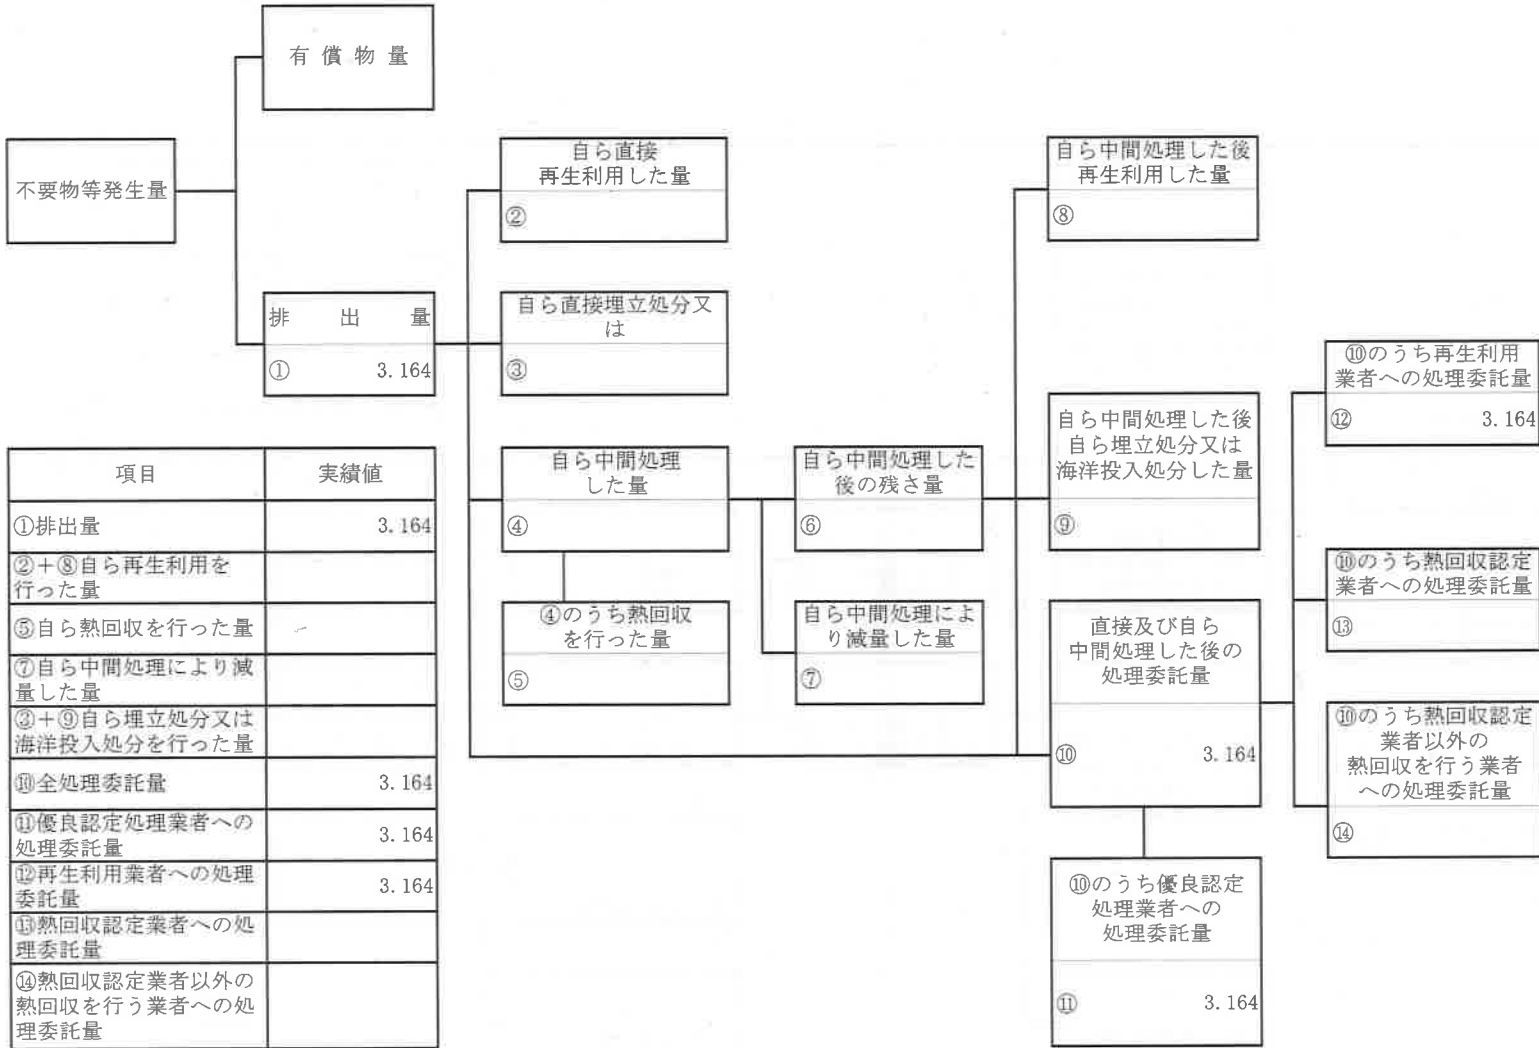 有償物量
不要物等発生量
排出量
① 3.164
自ら直接
再生利用した量
②
自ら直接埋立処分又
は
③
自ら中間処理
した量
④
④のうち熱回収
を行った量
⑤
自ら中間処理した
後の残さ量
⑥
自ら中間処理によ
り減量した量
⑦
自ら中間処理した後
再生利用した量
⑧
自ら中間処理した後
自ら埋立処分又は
海洋投入処分した量
⑨
直接及び自ら
中間処理した後の
処理委託量
⑩ 3.164
⑩のうち優良認定
処理業者への
処理委託量
⑪ 3.164
⑩のうち再生利用
業者への処理委託量
⑫ 3.164
⑩のうち熱回収認定
業者への処理委託量
⑬
⑩のうち熱回収認定
業者以外の
熱回収を行う業者
への処理委託量
⑭
項目 実績値
①排出量 3.164
②+⑧自ら再生利用を
行った量
⑤自ら熱回収を行った量
⑦自ら中間処理により減
量した量
③+⑨自ら埋立処分又は
海洋投入処分を行った量
⑩全処理委託量 3.164
⑪優良認定処理業者への
処理委託量 3.164
⑫再生利用業者への処理
委託量 3.164
⑬熱回収認定業者への処
理委託量
⑭熱回収認定業者以外の
熱回収を行う業者への処
理委託量